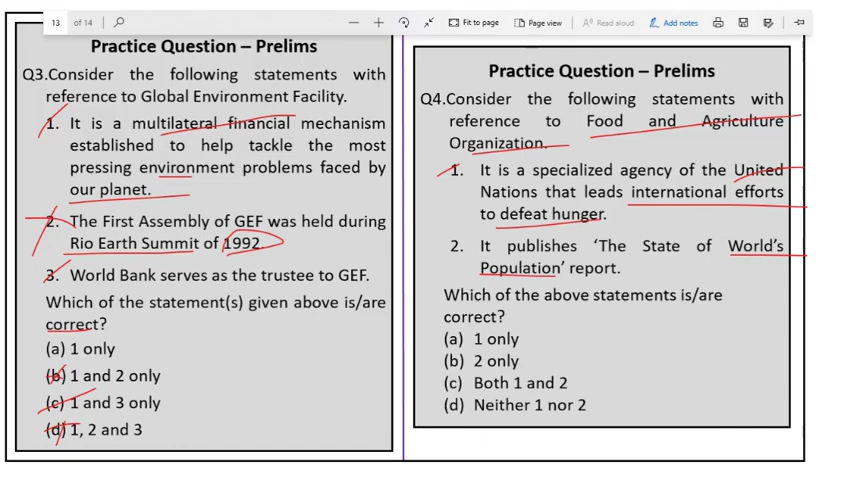 13 of 14
Fit to page
Page view
Read aloud
Add notes
Practice Question – Prelims
Q3.Consider the following statements with
reference to Global Environment Facility.
1. It is a multilateral financial mechanism
established to help tackle the most
pressing environment problems faced by
our planet.
2. The First Assembly of GEF was held during
Rio Earth Summit of 1992.
3. World Bank serves as the trustee to GEF.
Which of the statement(s) given above is/are
correct?
(a) 1 only
(b) 1 and 2 only
(c) 1 and 3 only
(d) 1, 2 and 3
Practice Question – Prelims
Q4.Consider the following statements with
reference to Food and Agriculture
Organization.
1. It is a specialized agency of the United
Nations that leads international efforts
to defeat hunger.
2. It publishes ‘The State of World’s
Population’ report.
Which of the above statements is/are
correct?
(a) 1 only
(b) 2 only
(c) Both 1 and 2
(d) Neither 1 nor 2